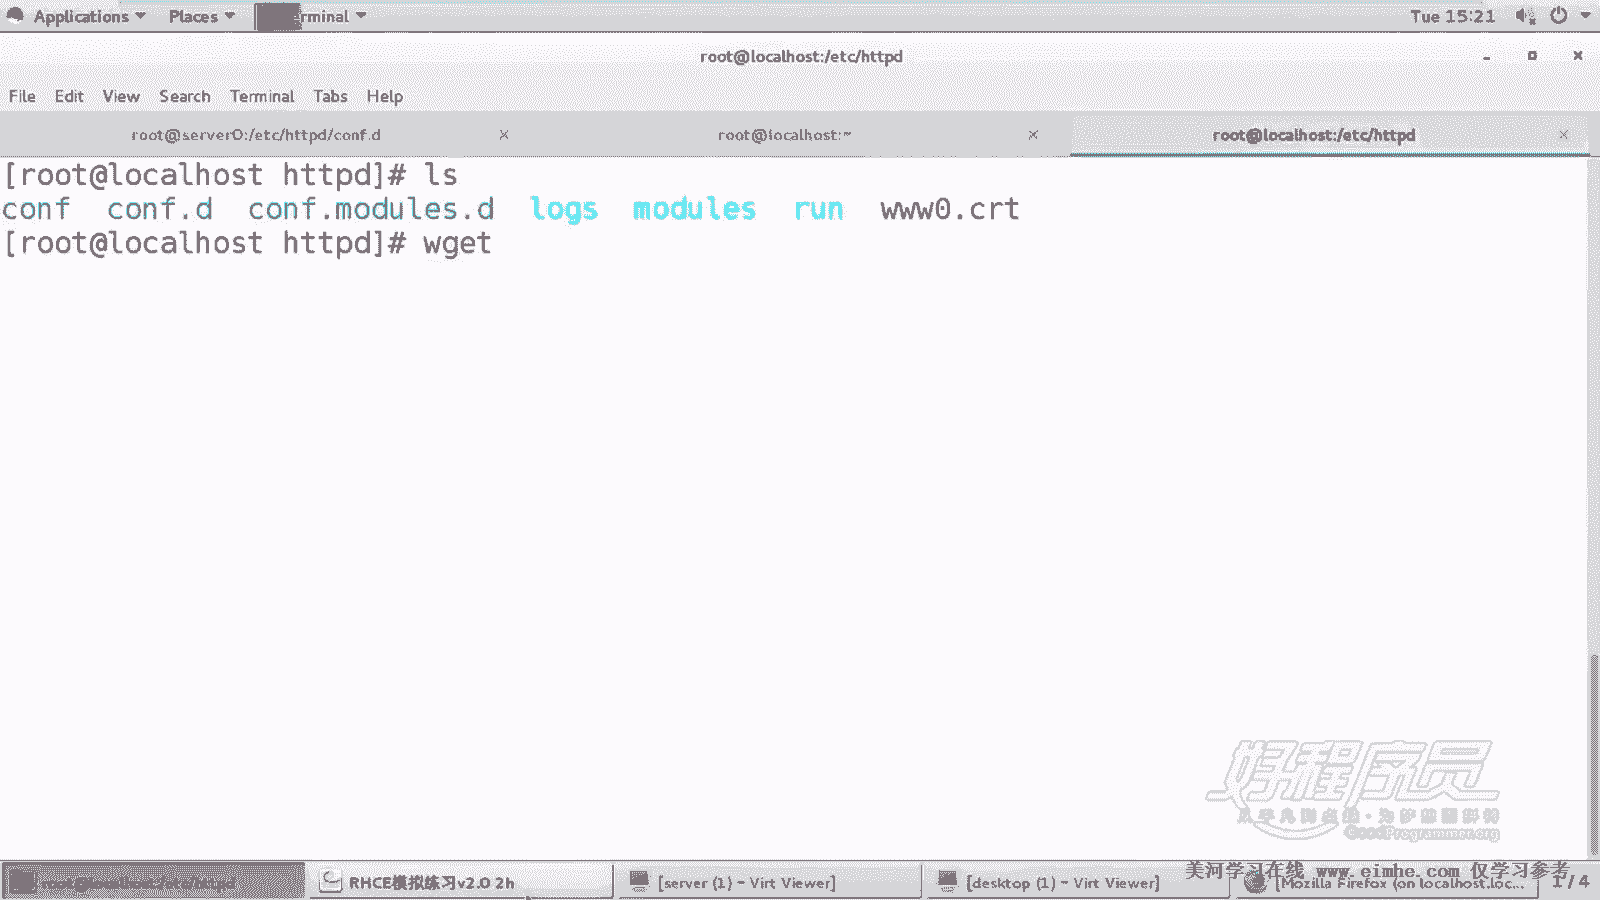 Applications Places rminal Tue 15:21
root@localhost:/etc/httpd
File Edit View Search Terminal Tabs Help
root@server0:/etc/httpd/conf.d root@localhost:~ root@localhost:/etc/httpd
[root@localhost httpd]# ls
conf conf.d conf.modules.d logs modules run www0.crt
[root@localhost httpd]# wget
好程序员
GoodProgrammer.org
美河学习在线 www.eimhe.com 仅学习参考
root@localhost:/etc/httpd RHCE模拟练习v2.0 2h [server (1) - Virt Viewer] [desktop (1) - Virt Viewer] [Mozilla Firefox (on localhost.loc... 1 / 4